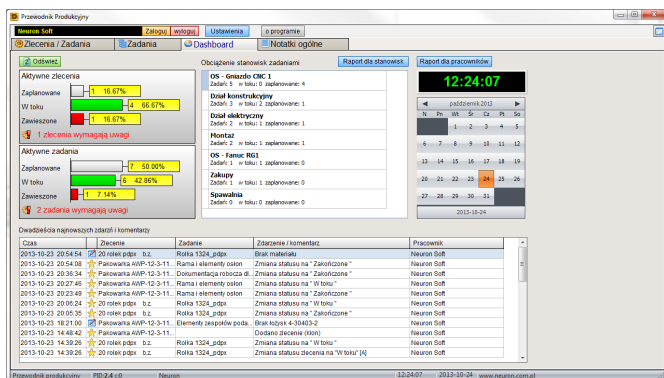 Przewodnik Produkcyjny
Neuron Soft Zaloguj wyloguj Ustawienia o programie
Zlecenia / Zadania Zadania Dashboard Notatki ogólne
Odśwież Obciążenie stanowisk zadaniami Raport dla stanowisk Raport dla pracowników
Aktywne zlecenia
Zaplanowane 1 16.67%
W toku 4 66.67%
Zawieszone 1 16.67%
1 zlecenia wymagają uwagi
Aktywne zadania
Zaplanowane 7 50.00%
W toku 6 42.86%
Zawieszone 1 7.14%
2 zadania wymagają uwagi
OS - Gniazdo CNC 1
Zadań: 5 w toku: 0 zaplanowane: 4
Dział konstrukcyjny
Zadań: 3 w toku: 2 zaplanowane: 1
Dział elektryczny
Zadań: 2 w toku: 1 zaplanowane: 1
Montaż
Zadań: 2 w toku: 1 zaplanowane: 1
OS - Fanuc RG1
Zadań: 1 w toku: 1 zaplanowane: 0
Zakupy
Zadań: 1 w toku: 1 zaplanowane: 0
Spawalnia
Zadań: 0 w toku: 0 zaplanowane: 0
12:24:07
październik 2013
N Pn Wt Śr Cz Pt So
1 2 3 4 5
6 7 8 9 10 11 12
13 14 15 16 17 18 19
20 21 22 23 24 25 26
27 28 29 30 31
2013-10-24
Dwadzieścia najnowszych zdarzń i komentarzy
Czas Zlecenie Zadanie Zdarzenie / komentarz Pracownik
2013-10-23 20:54:54 20 rolek pdpx b.z. Rolka 1324_pdpx Brak materiału Neuron Soft
2013-10-23 20:54:08 Pakowarka AWP-12-3-11... Rama i elementy osłon Zmiana statusu na " Zakończone " Neuron Soft
2013-10-23 20:36:34 Pakowarka AWP-12-3-11... Dokumentacja robocza dl... Zmiana statusu na " Zakończone " Neuron Soft
2013-10-23 20:27:46 Pakowarka AWP-12-3-11... Rama i elementy osłon Zmiana statusu na " W toku " Neuron Soft
2013-10-23 20:23:49 Pakowarka AWP-12-3-11... Rama i elementy osłon Zmiana statusu na " Zakończone " Neuron Soft
2013-10-23 20:06:24 20 rolek pdpx b.z. Rolka 1324_pdpx Zmiana statusu na " W toku " Neuron Soft
2013-10-23 20:05:35 20 rolek pdpx b.z. Rolka 1324_pdpx Zmiana statusu na " Zakończone " Neuron Soft
2013-10-23 18:21:00 Pakowarka AWP-12-3-11... Elementy zespołów poda... Brak łożysk 4-30403-2 Neuron Soft
2013-10-23 14:48:42 Pakowarka AWP-12-3-11... Dodano zlecenie (klon) Neuron Soft
2013-10-23 14:39:26 20 rolek pdpx b.z. Rolka 1324_pdpx Zmiana statusu na " W toku " Neuron Soft
2013-10-23 14:39:26 20 rolek pdpx b.z. Rolka 1324_pdpx Zmiana statusu zlecenia na "W toku" [A] Neuron Soft
Przewodnik produkcyjny PID:2.4 c:0 Neuron 12:24:07 2013-10-24 www.neuron.com.pl